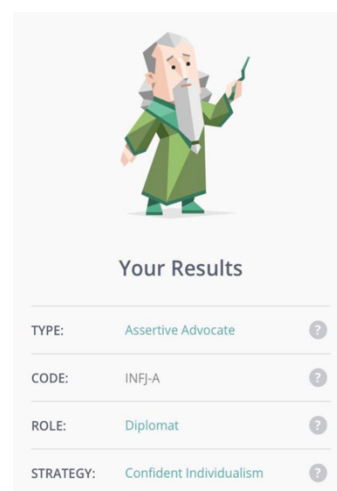 Your Results
TYPE: Assertive Advocate ?
CODE: INFJ-A ?
ROLE: Diplomat ?
STRATEGY: Confident Individualism ?